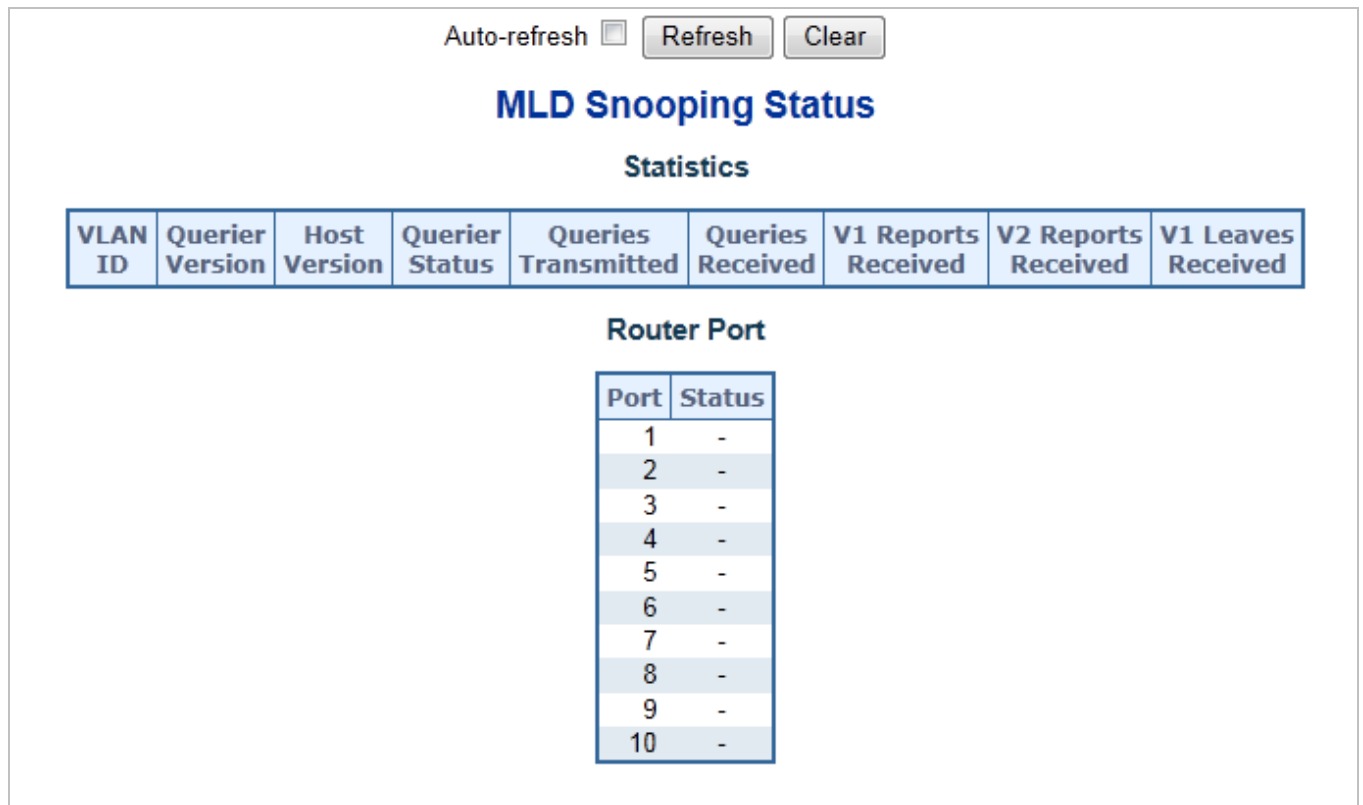 Auto-refresh Refresh Clear
MLD Snooping Status
Statistics
VLAN ID Querier Version Host Version Querier Status Queries Transmitted Queries Received V1 Reports Received V2 Reports Received V1 Leaves Received
Router Port
Port Status
1 -
2 -
3 -
4 -
5 -
6 -
7 -
8 -
9 -
10 -